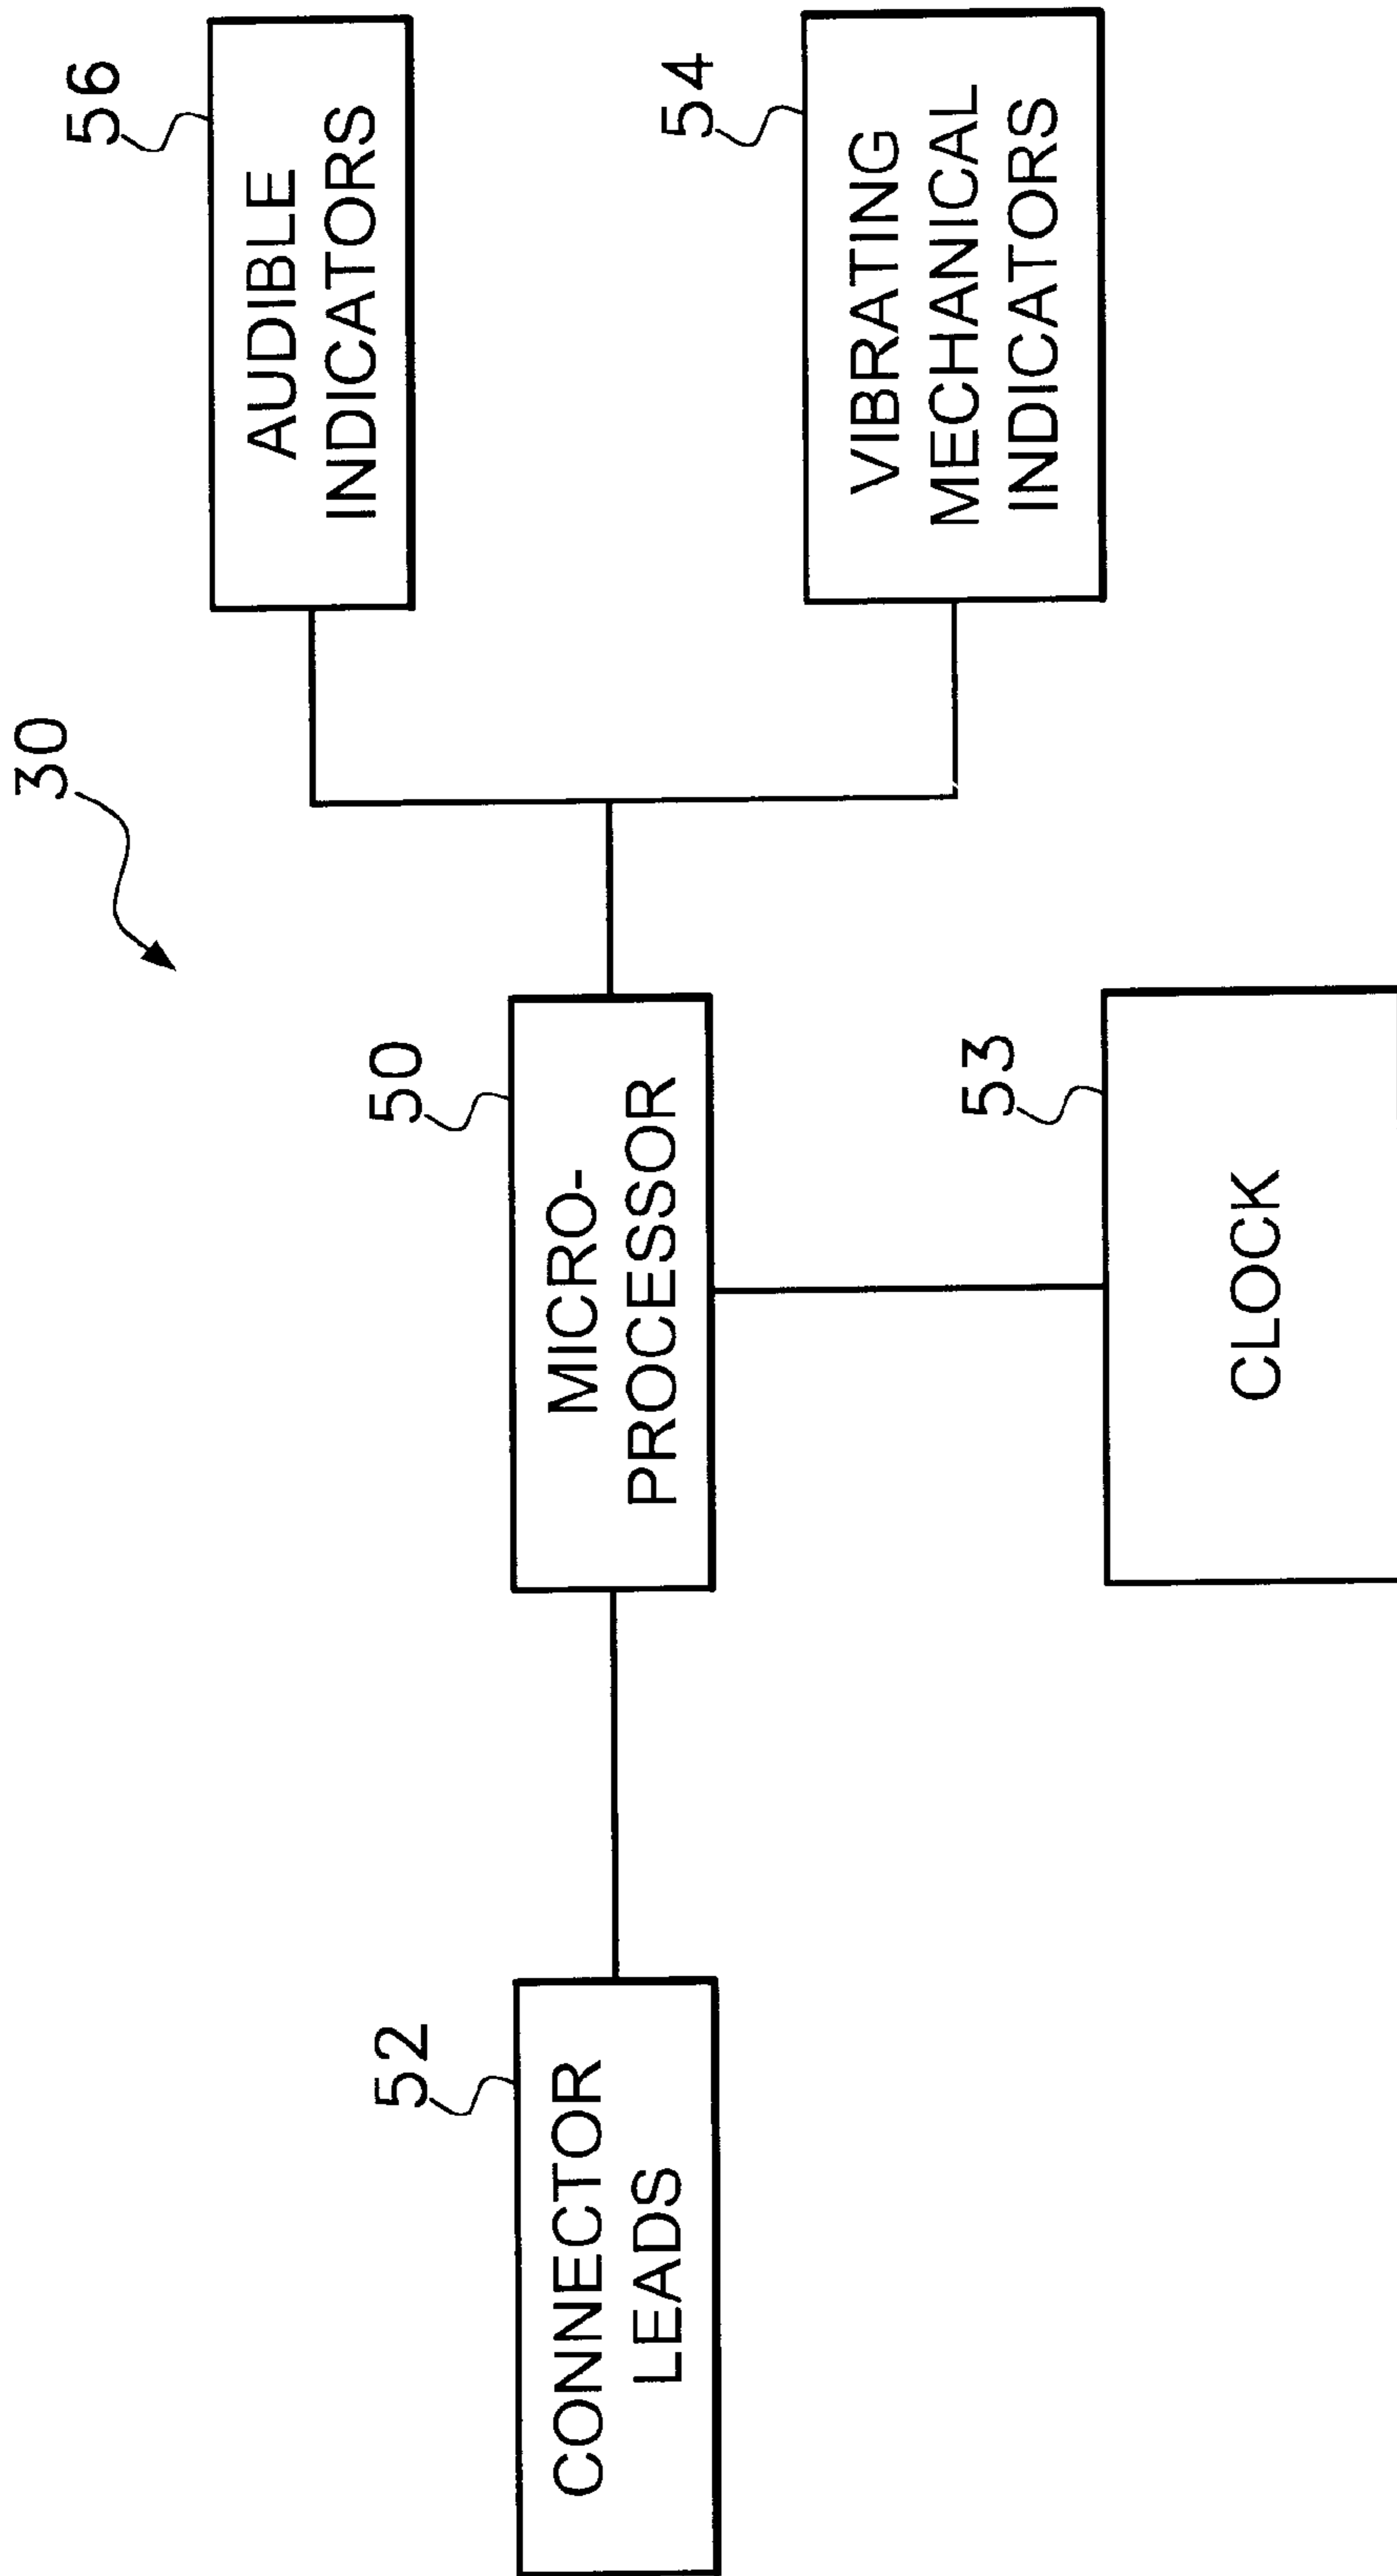 30
56
AUDIBLE
INDICATORS
52
CONNECTOR
LEADS
50
MICRO-
PROCESSOR
54
VIBRATING
MECHANICAL
INDICATORS
53
CLOCK